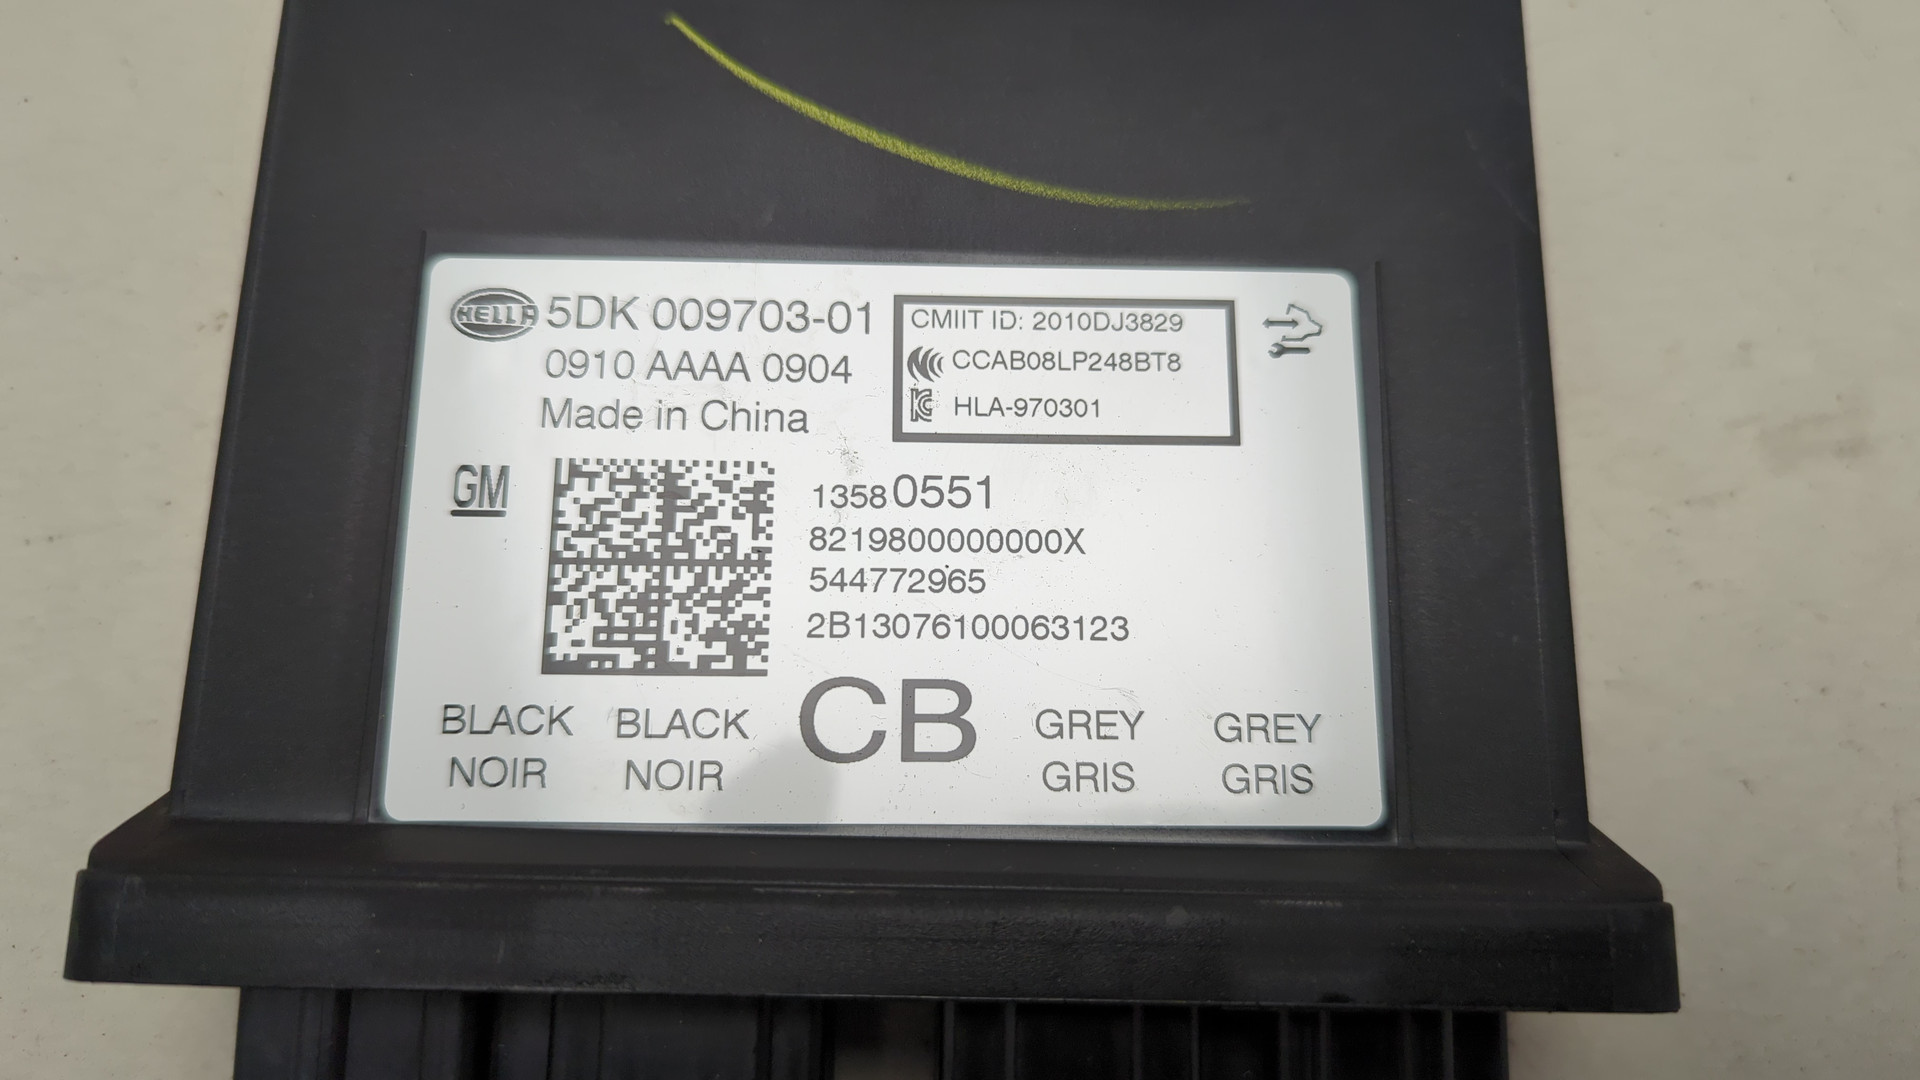 HELLA 5DK 009703-01
0910 AAAA 0904
Made in China
CMIIT ID: 2010DJ3829
CCAB08LP248BT8
HLA-970301
GM
13580551
8219800000000X
544772965
2B13076100063123
BLACK BLACK CB GREY GREY
NOIR NOIR GRIS GRIS